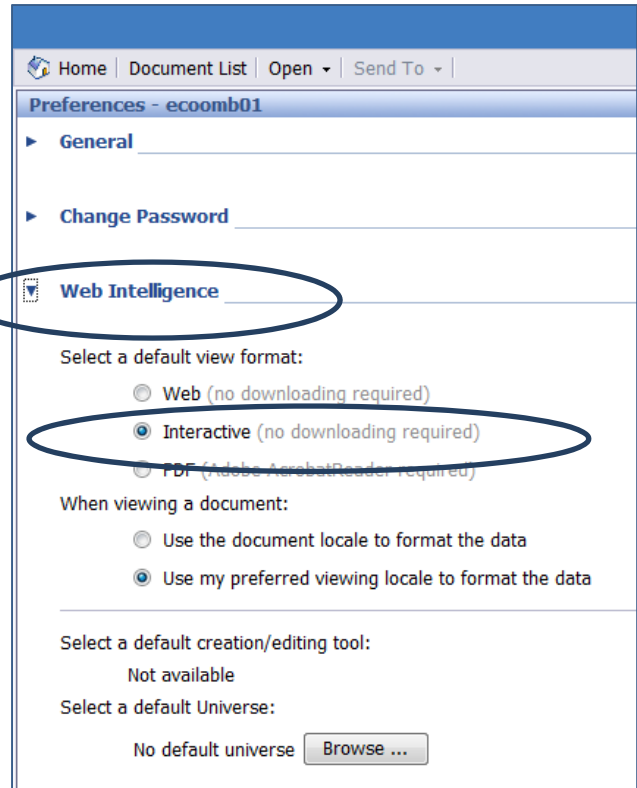 Home | Document List | Open | Send To |
Preferences - ecoomb01
General
Change Password
Web Intelligence
Select a default view format:
Web (no downloading required)
Interactive (no downloading required)
PDF (Adobe AcrobatReader required)
When viewing a document:
Use the document locale to format the data
Use my preferred viewing locale to format the data
Select a default creation/editing tool:
Not available
Select a default Universe:
No default universe Browse ...